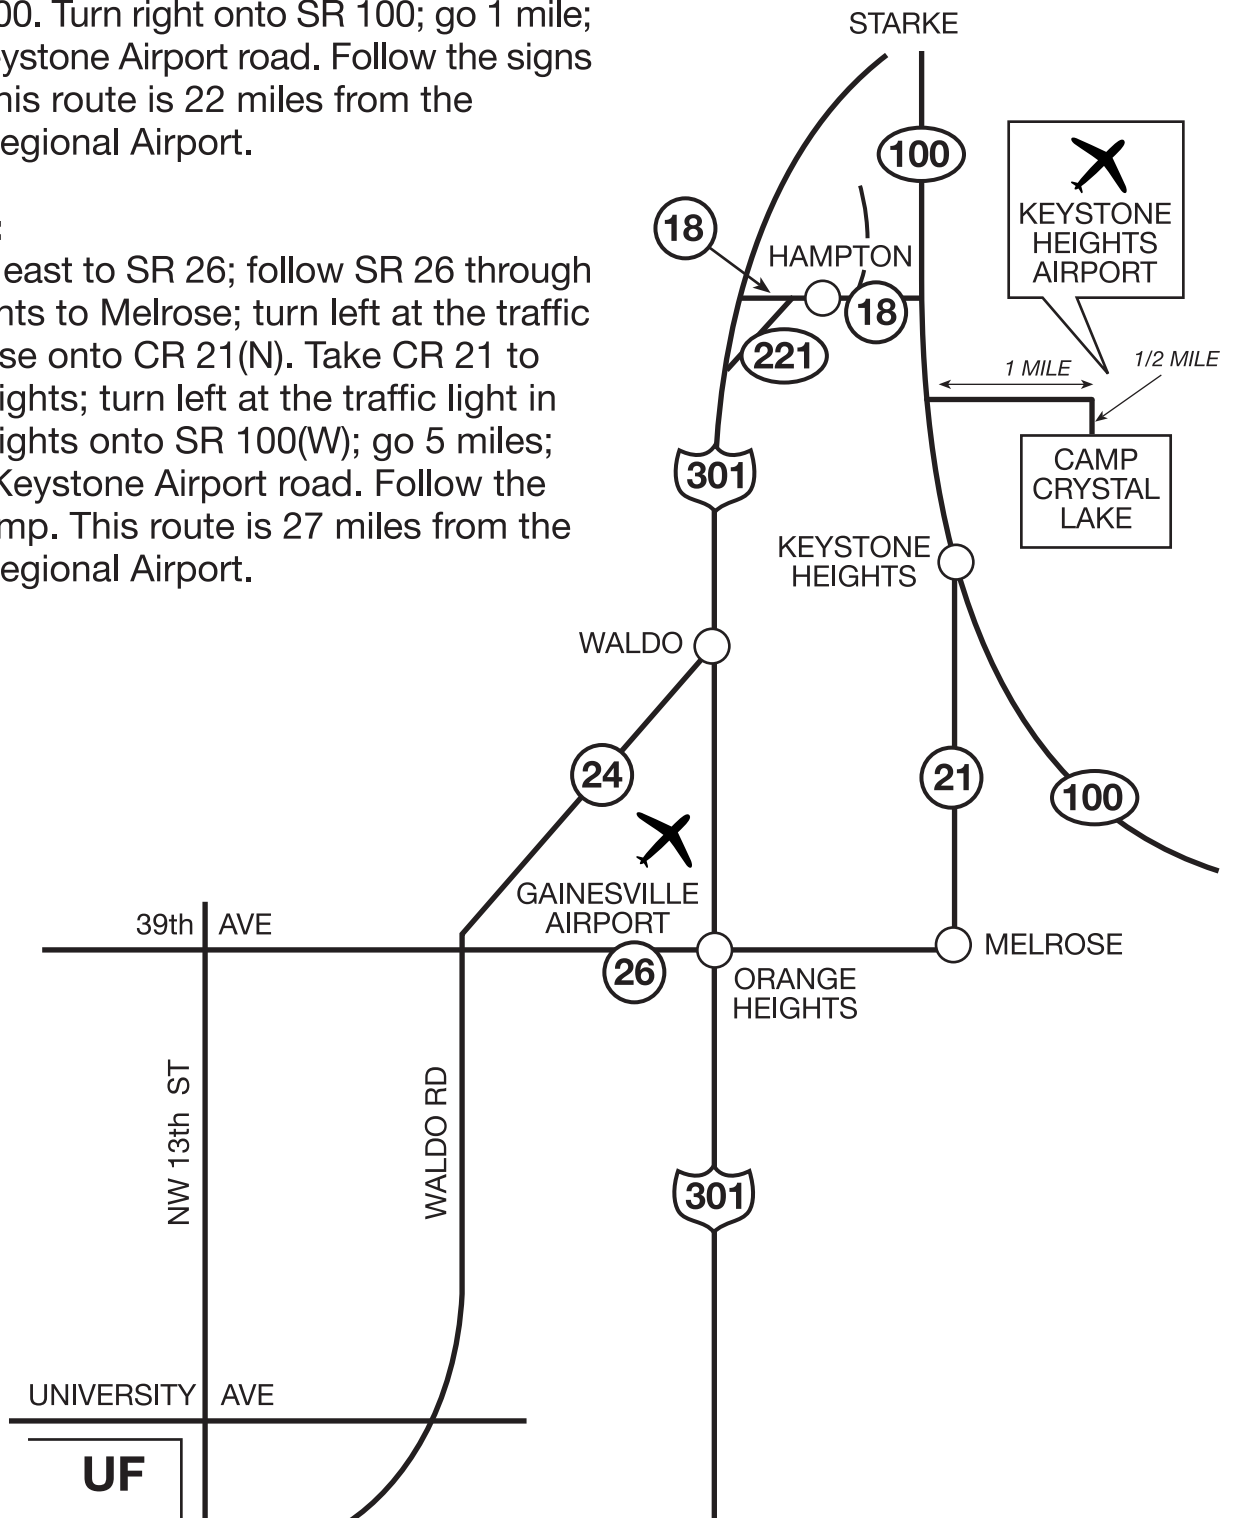 00. Turn right onto SR 100; go 1 mile;
ystone Airport road. Follow the signs
his route is 22 miles from the
egional Airport.
:
east to SR 26; follow SR 26 through
nts to Melrose; turn left at the traffic
se onto CR 21(N). Take CR 21 to
ights; turn left at the traffic light in
ights onto SR 100(W); go 5 miles;
Keystone Airport road. Follow the
mp. This route is 27 miles from the
egional Airport.
STARKE
100
KEYSTONE
HEIGHTS
AIRPORT
18
HAMPTON
18
221
1 MILE
1/2 MILE
301
CAMP
CRYSTAL
LAKE
KEYSTONE
HEIGHTS
WALDO
24
21
100
GAINESVILLE
AIRPORT
39th AVE
26
MELROSE
ORANGE
HEIGHTS
NW 13th ST
WALDO RD
301
UNIVERSITY AVE
UF